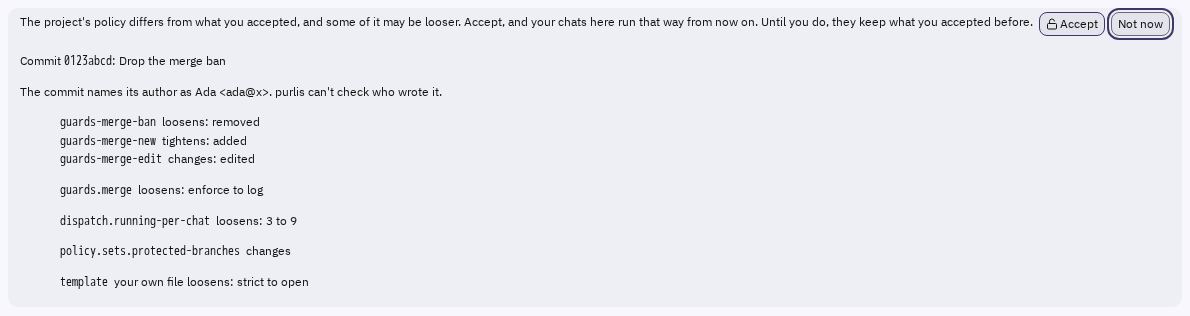 The project's policy differs from what you accepted, and some of it may be looser. Accept, and your chats here run that way from now on. Until you do, they keep what you accepted before. Accept Not now
Commit 0123abcd: Drop the merge ban
The commit names its author as Ada <ada@x>. purlis can't check who wrote it.
guards-merge-ban loosens: removed
guards-merge-new tightens: added
guards-merge-edit changes: edited
guards.merge loosens: enforce to log
dispatch.running-per-chat loosens: 3 to 9
policy.sets.protected-branches changes
template your own file loosens: strict to open